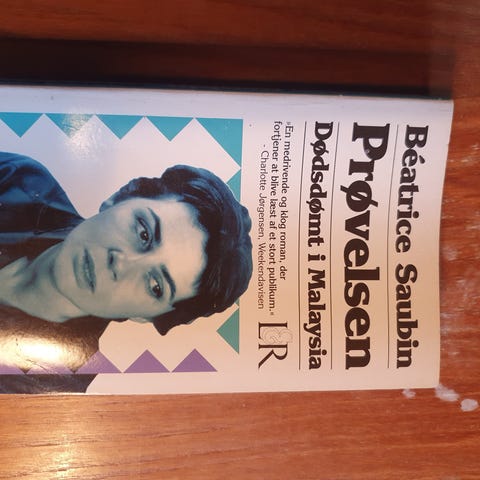 Béatrice Saubin
Prøvelsen
Dødsdømt i Malaysia
»En medrivende og klog roman, der
fortjener at blive læst af et stort publikum.«
- Charlotte Jørgensen, Weekendavisen
L&R